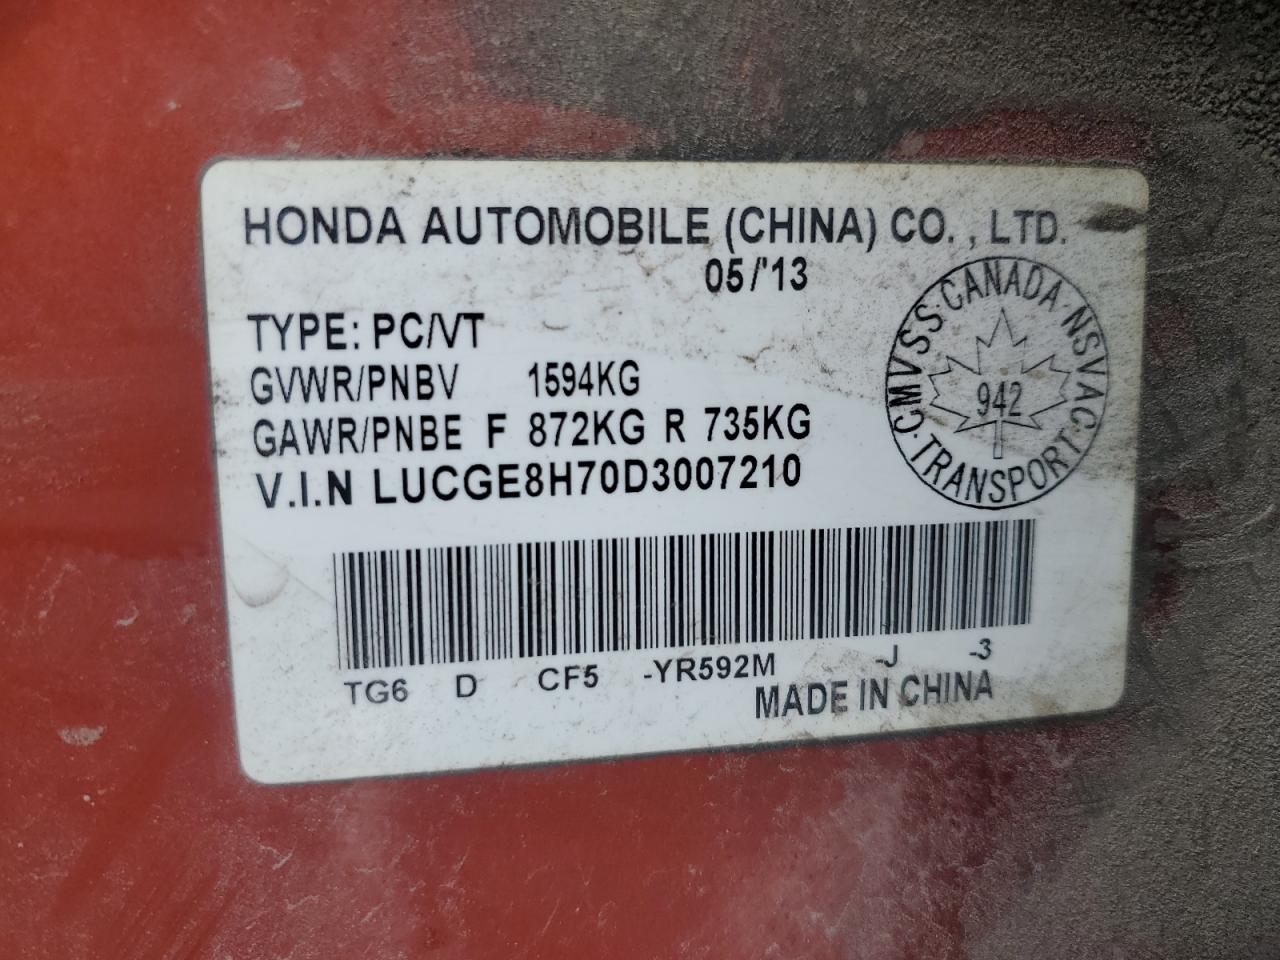 HONDA AUTOMOBILE (CHINA) CO., LTD.
05/'13
TYPE: PC/VT
GVWR/PNBV 1594KG
GAWR/PNBE F 872KG R 735KG
V.I.N LUCGE8H70D3007210
CMVSS · CANADA · NSVAC · TRANSPORT ·
942
TG6 D CF5 -YR592M -J -3
MADE IN CHINA